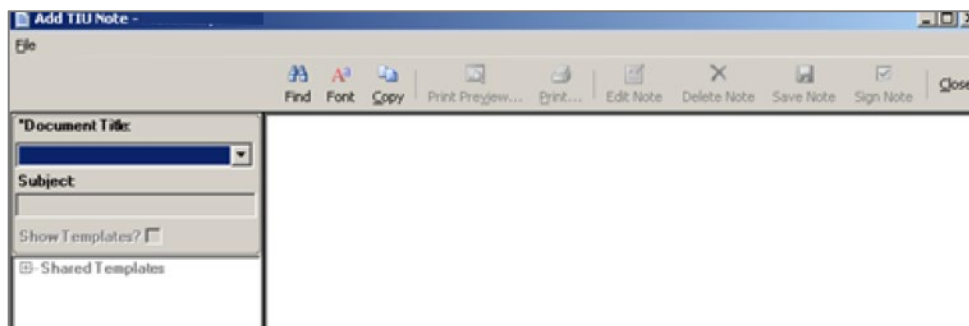 Add TIU Note -
File
Find Font Copy Print Preview... Print... Edit Note Delete Note Save Note Sign Note Close
*Document Title:
Subject:
Show Templates?
Shared Templates